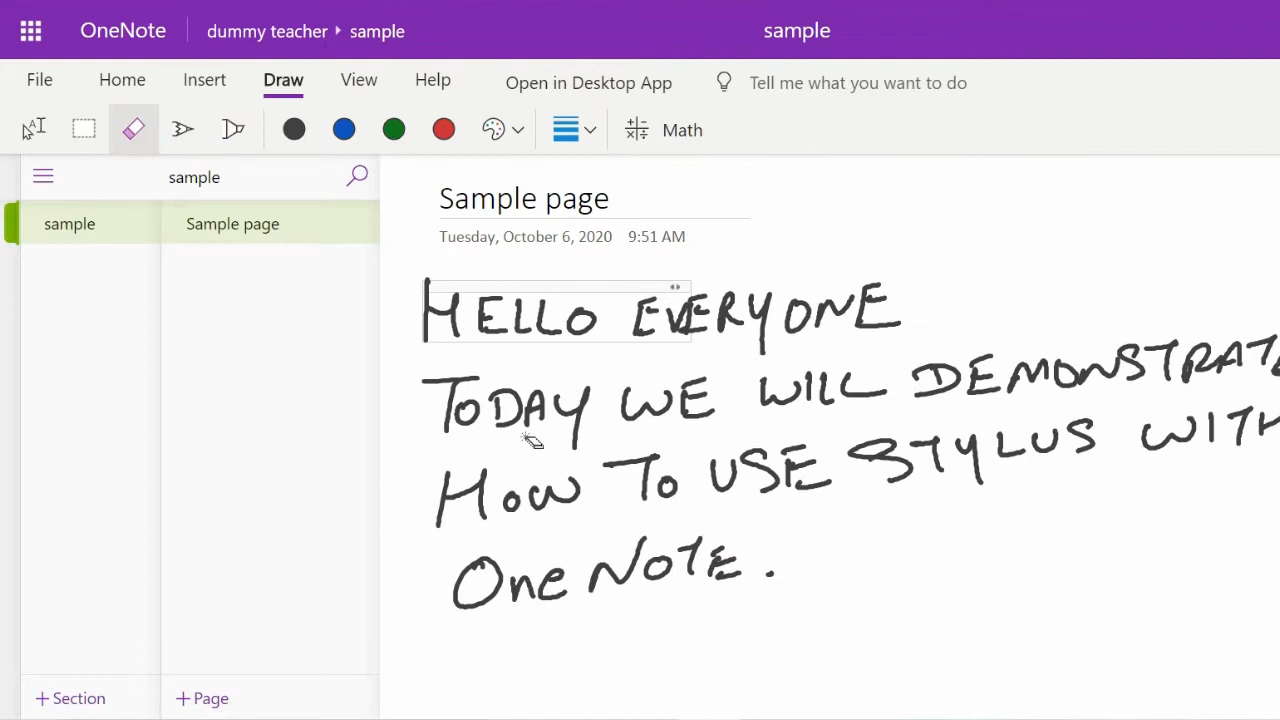 OneNote dummy teacher sample sample
File Home Insert Draw View Help Open in Desktop App Tell me what you want to do
Math
sample
sample Sample page
Sample page
Tuesday, October 6, 2020 9:51 AM
HELLO EVERYONE
TODAY WE WILL DEMONSTRATE
HOW TO USE STYLUS WITH
OneNOTE.
+ Section + Page